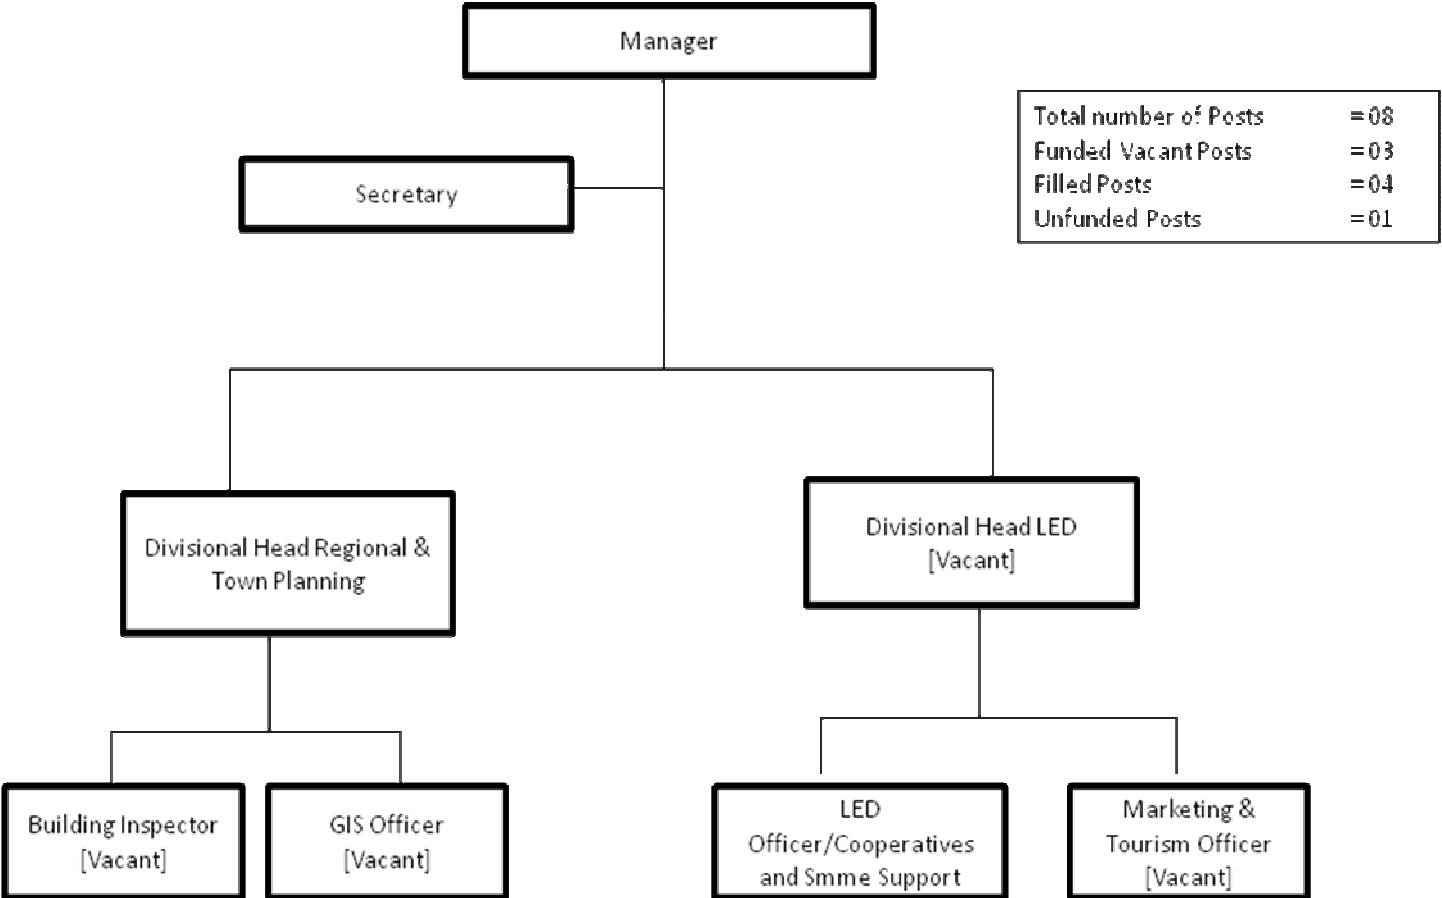 Manager
Total number of Posts = 08
Funded Vacant Posts = 03
Filled Posts = 04
Unfunded Posts = 01
Secretary
Divisional Head Regional &
Town Planning
Divisional Head LED
[Vacant]
Building Inspector
[Vacant]
GIS Officer
[Vacant]
LED
Officer/Cooperatives
and Smme Support
Marketing &
Tourism Officer
[Vacant]